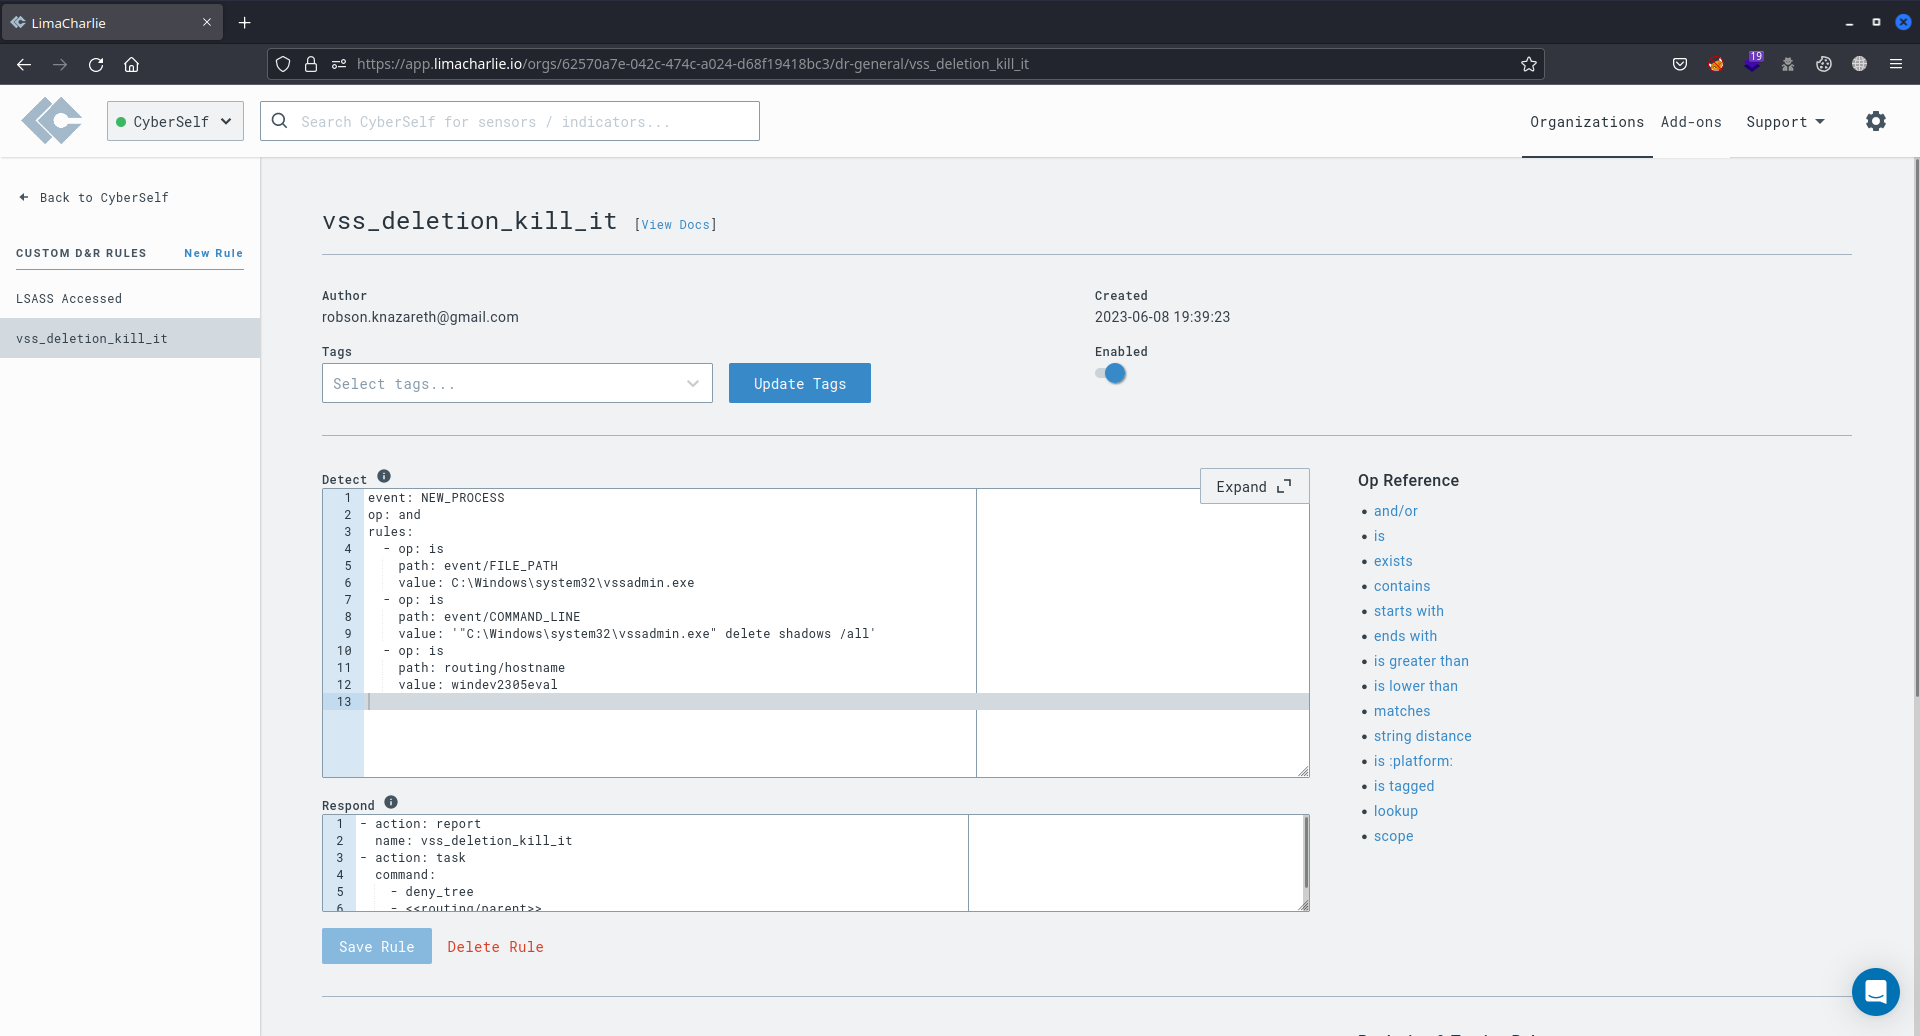 LimaCharlie
https://app.limacharlie.io/orgs/62570a7e-042c-474c-a024-d68f19418bc3/dr-general/vss_deletion_kill_it
19
CyberSelf
Search CyberSelf for sensors / indicators...
Organizations
Add-ons
Support
Back to CyberSelf
CUSTOM D&R RULES
New Rule
LSASS Accessed
vss_deletion_kill_it
vss_deletion_kill_it [View Docs]
Author
robson.knazareth@gmail.com
Created
2023-06-08 19:39:23
Tags
Select tags...
Update Tags
Enabled
Detect
Expand
1 event: NEW_PROCESS
2 op: and
3 rules:
4 - op: is
5 path: event/FILE_PATH
6 value: C:\Windows\system32\vssadmin.exe
7 - op: is
8 path: event/COMMAND_LINE
9 value: '"C:\Windows\system32\vssadmin.exe" delete shadows /all'
10 - op: is
11 path: routing/hostname
12 value: windev2305eval
13
Respond
1 - action: report
2 name: vss_deletion_kill_it
3 - action: task
4 command:
5 - deny_tree
6 - <<routing/parent>>
Save Rule
Delete Rule
Op Reference
and/or
is
exists
contains
starts with
ends with
is greater than
is lower than
matches
string distance
is :platform:
is tagged
lookup
scope